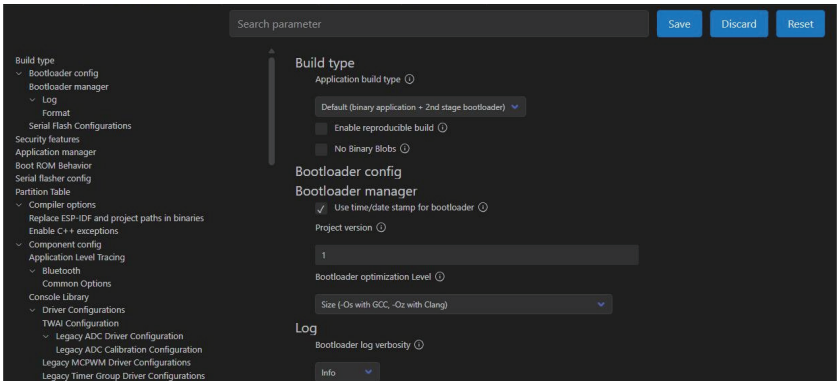 Search parameter
Save
Discard
Reset
Build type
Bootloader config
Bootloader manager
Log
Format
Serial Flash Configurations
Security features
Application manager
Boot ROM Behavior
Serial flasher config
Partition Table
Compiler options
Replace ESP-IDF and project paths in binaries
Enable C++ exceptions
Component config
Application Level Tracing
Bluetooth
Common Options
Console Library
Driver Configurations
TWAI Configuration
Legacy ADC Driver Configuration
Legacy ADC Calibration Configuration
Legacy MCPWM Driver Configurations
Legacy Timer Group Driver Configurations
Build type
Application build type
Default (binary application + 2nd stage bootloader)
Enable reproducible build
No Binary Blobs
Bootloader config
Bootloader manager
Use time/date stamp for bootloader
Project version
1
Bootloader optimization Level
Size (-Os with GCC, -Oz with Clang)
Log
Bootloader log verbosity
Info